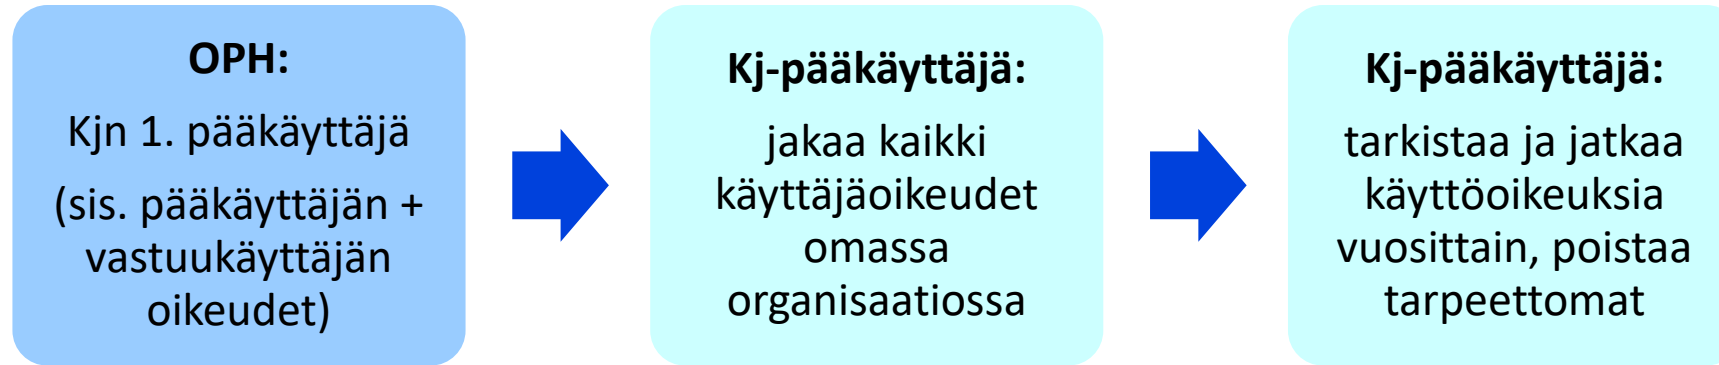 OPH:
Kjn 1. pääkäyttäjä
(sis. pääkäyttäjän +
vastuukäyttäjän
oikeudet)
Kj-pääkäyttäjä:
jakaa kaikki
käyttäjäoikeudet
omassa
organisaatiossa
Kj-pääkäyttäjä:
tarkistaa ja jatkaa
käyttöoikeuksia
vuosittain, poistaa
tarpeettomat